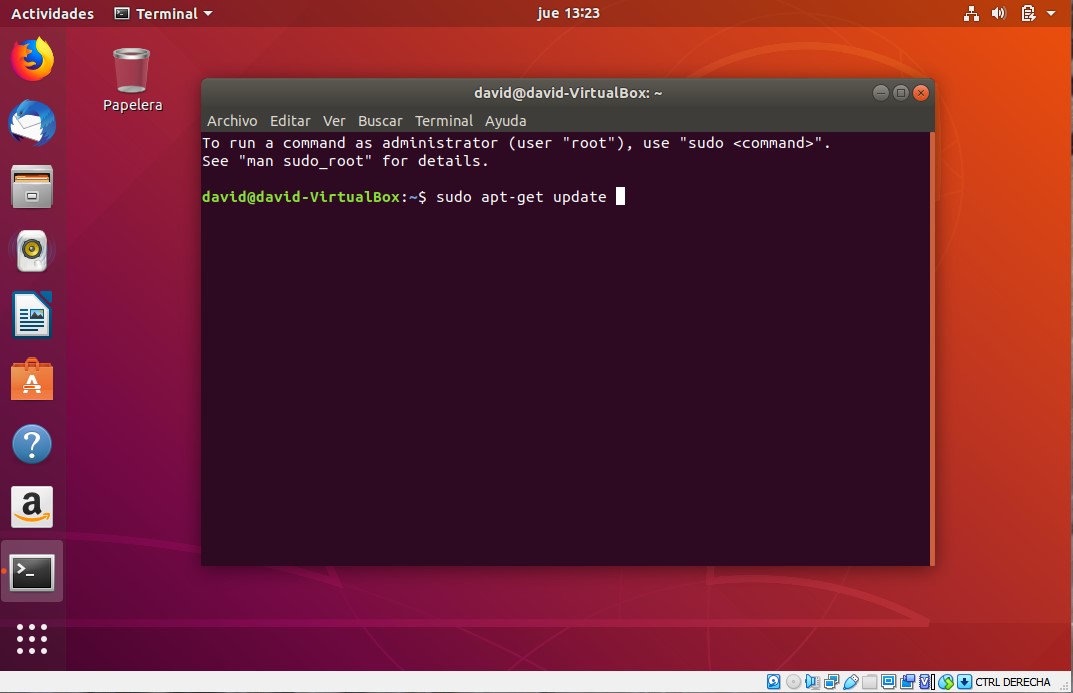 Actividades Terminal jue 13:23
Papelera
david@david-VirtualBox: ~
Archivo Editar Ver Buscar Terminal Ayuda
To run a command as administrator (user "root"), use "sudo <command>".
See "man sudo_root" for details.
david@david-VirtualBox:~$ sudo apt-get update
CTRL DERECHA